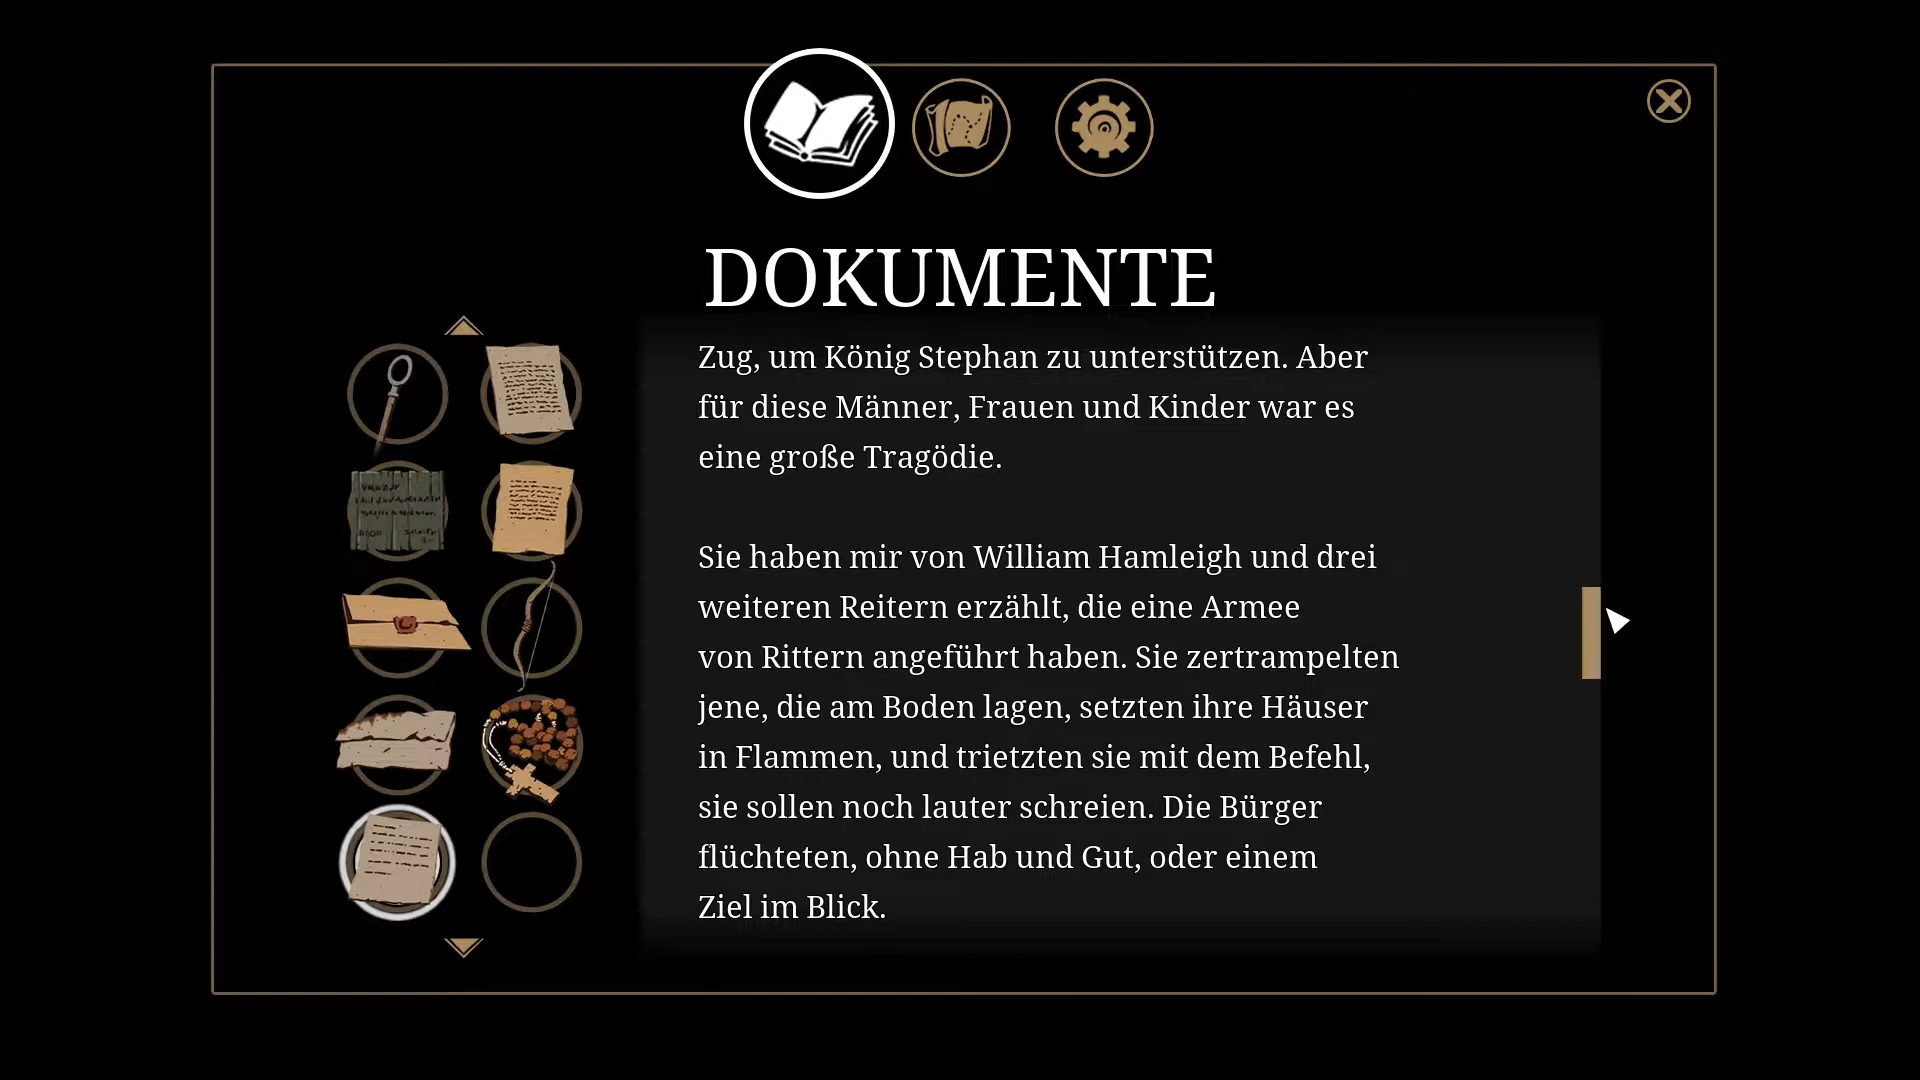 DOKUMENTE
Zug, um König Stephan zu unterstützen. Aber
für diese Männer, Frauen und Kinder war es
eine große Tragödie.
Sie haben mir von William Hamleigh und drei
weiteren Reitern erzählt, die eine Armee
von Rittern angeführt haben. Sie zertrampelten
jene, die am Boden lagen, setzten ihre Häuser
in Flammen, und trietzten sie mit dem Befehl,
sie sollen noch lauter schreien. Die Bürger
flüchteten, ohne Hab und Gut, oder einem
Ziel im Blick.